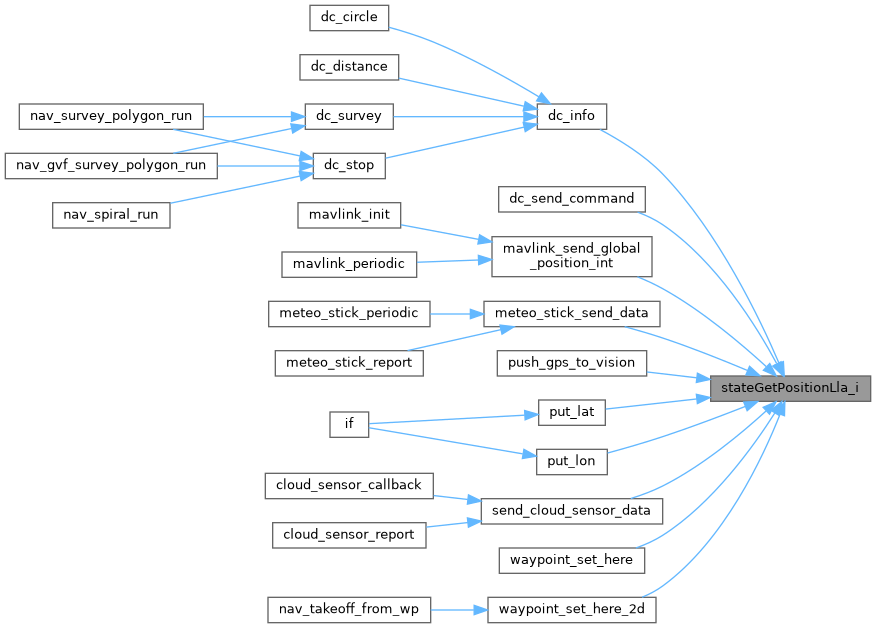 dc_circle
dc_distance
dc_info
nav_survey_polygon_run
dc_survey
nav_gvf_survey_polygon_run
dc_stop
nav_spiral_run
dc_send_command
mavlink_init
mavlink_send_global
_position_int
mavlink_periodic
meteo_stick_periodic
meteo_stick_send_data
meteo_stick_report
push_gps_to_vision
stateGetPositionLla_i
if
put_lat
put_lon
cloud_sensor_callback
send_cloud_sensor_data
cloud_sensor_report
waypoint_set_here
nav_takeoff_from_wp
waypoint_set_here_2d